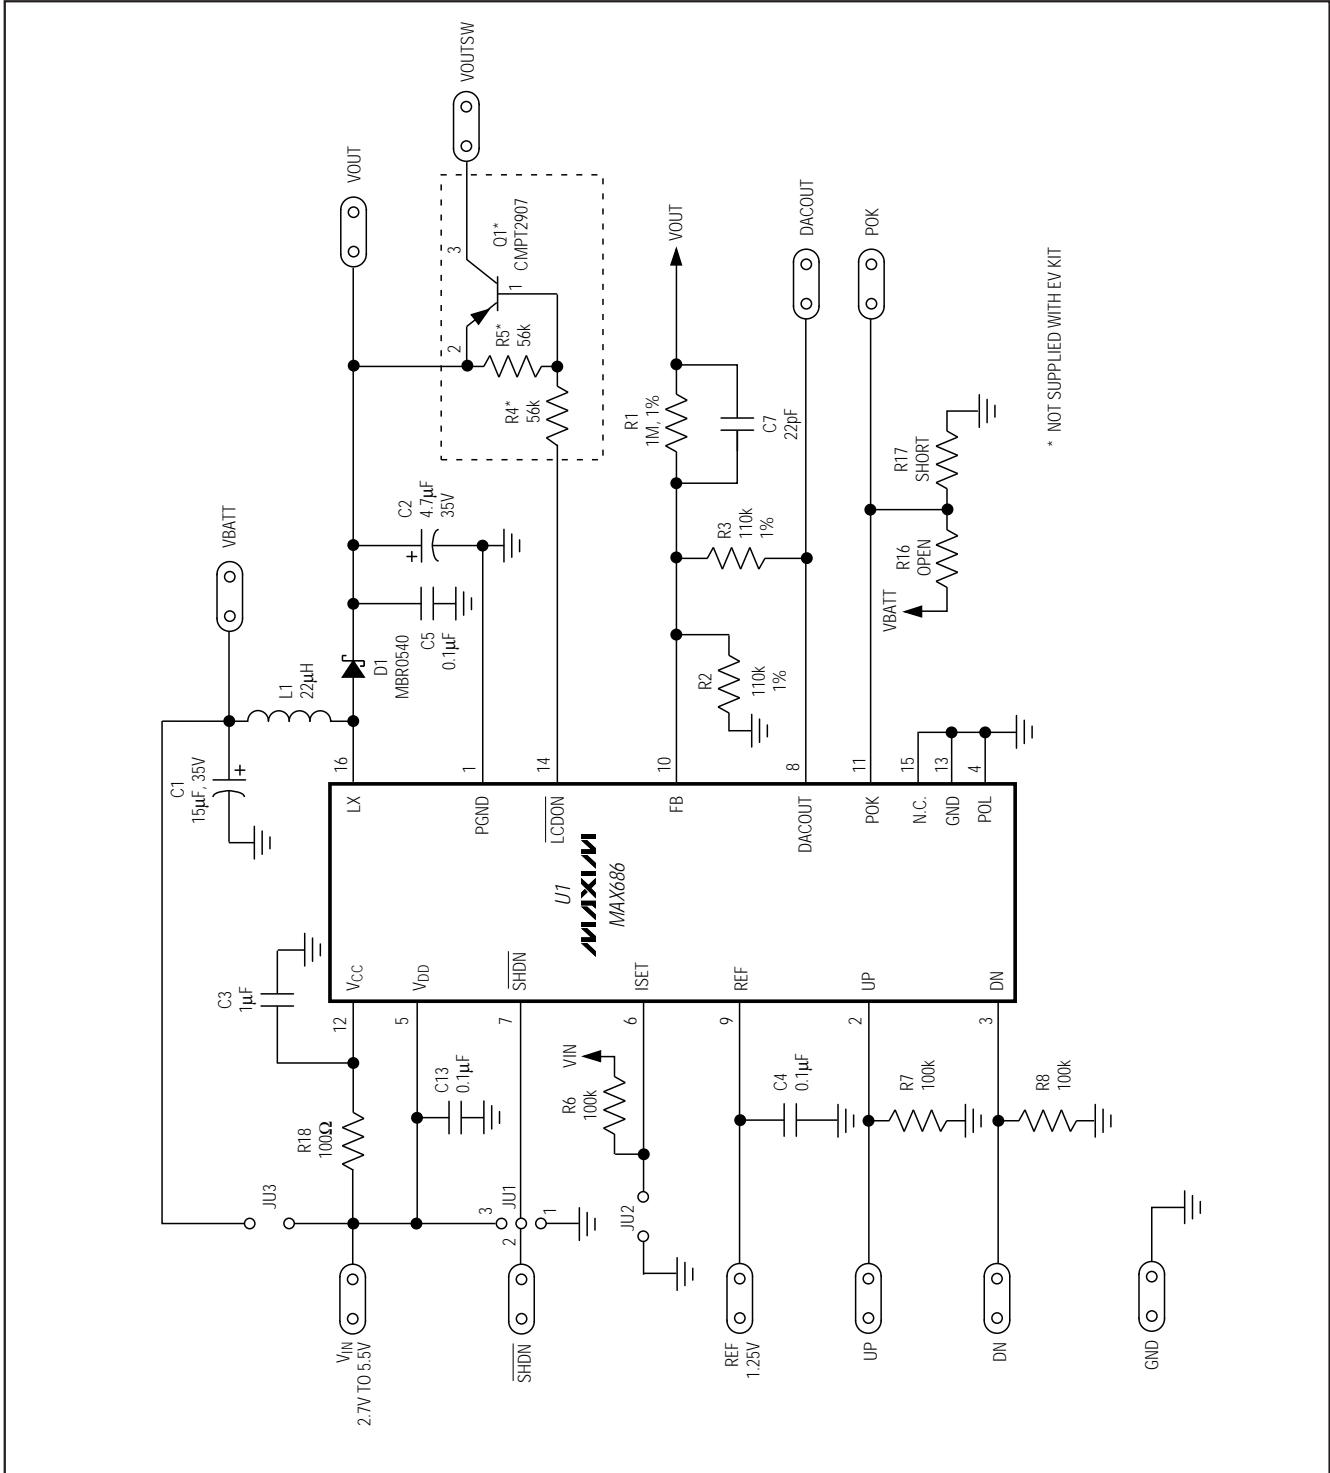 VOUTSW
VOUT
VBATT
3
Q1*
CMPT2907
1
2
R5*
56k
R4*
56k
VOUT
DACOUT
POK
* NOT SUPPLIED WITH EV KIT
R1
1M, 1%
C7
22pF
C2
4.7µF
35V
+
C5
0.1µF
D1
MBR0540
L1
22µH
C1
15µF, 35V
+
R3
110k
1%
R2
110k
1%
R17
SHORT
R16
OPEN
VBATT
16
1
14
10
8
11
15
13
4
LX
PGND
LCDON
FB
DACOUT
POK
N.C.
GND
POL
U1
MAXIM
MAX686
VCC
VDD
SHDN
ISET
REF
UP
DN
12
5
7
6
9
2
3
C3
1µF
R18
100Ω
C13
0.1µF
VIN
R6
100k
C4
0.1µF
R7
100k
R8
100k
JU3
3
JU1
2
1
JU2
VIN
2.7V TO 5.5V
SHDN
REF
1.25V
UP
DN
GND